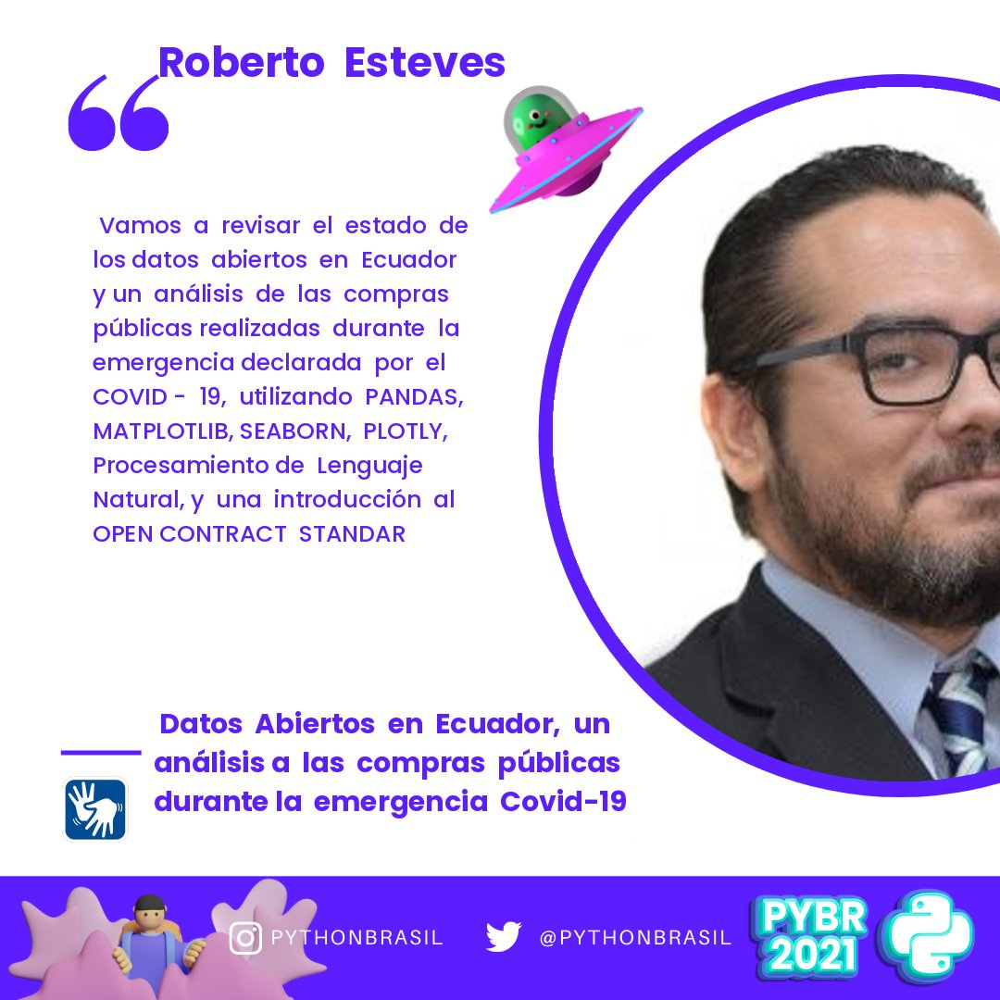 Roberto Esteves
Vamos a revisar el estado de
los datos abiertos en Ecuador
y un análisis de las compras
públicas realizadas durante la
emergencia declarada por el
COVID - 19, utilizando PANDAS,
MATPLOTLIB, SEABORN, PLOTLY,
Procesamiento de Lenguaje
Natural, y una introducción al
OPEN CONTRACT STANDAR
Datos Abiertos en Ecuador, un
análisis a las compras públicas
durante la emergencia Covid-19
PYTHONBRASIL
@PYTHONBRASIL
PYBR
2021